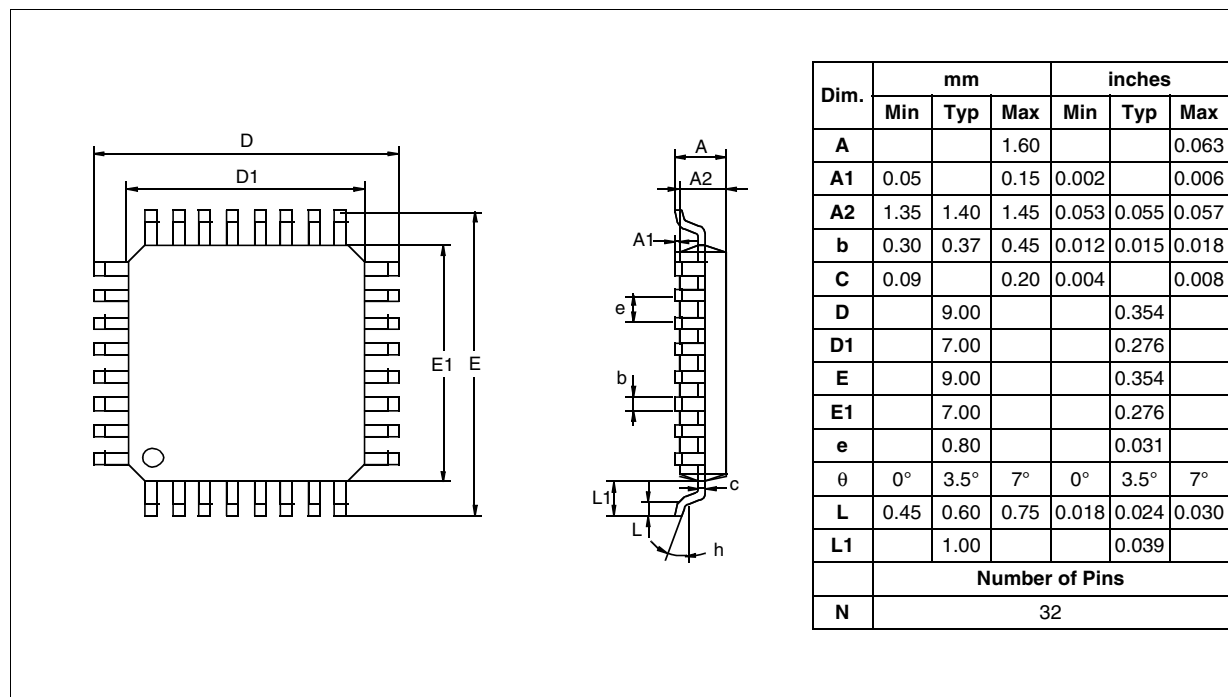 D
D1
E1
E
A
A2
A1
e
b
L1
c
L
h
Dim. mm inches
Min Typ Max Min Typ Max
A 1.60 0.063
A1 0.05 0.15 0.002 0.006
A2 1.35 1.40 1.45 0.053 0.055 0.057
b 0.30 0.37 0.45 0.012 0.015 0.018
C 0.09 0.20 0.004 0.008
D 9.00 0.354
D1 7.00 0.276
E 9.00 0.354
E1 7.00 0.276
e 0.80 0.031
θ 0° 3.5° 7° 0° 3.5° 7°
L 0.45 0.60 0.75 0.018 0.024 0.030
L1 1.00 0.039
Number of Pins
N 32